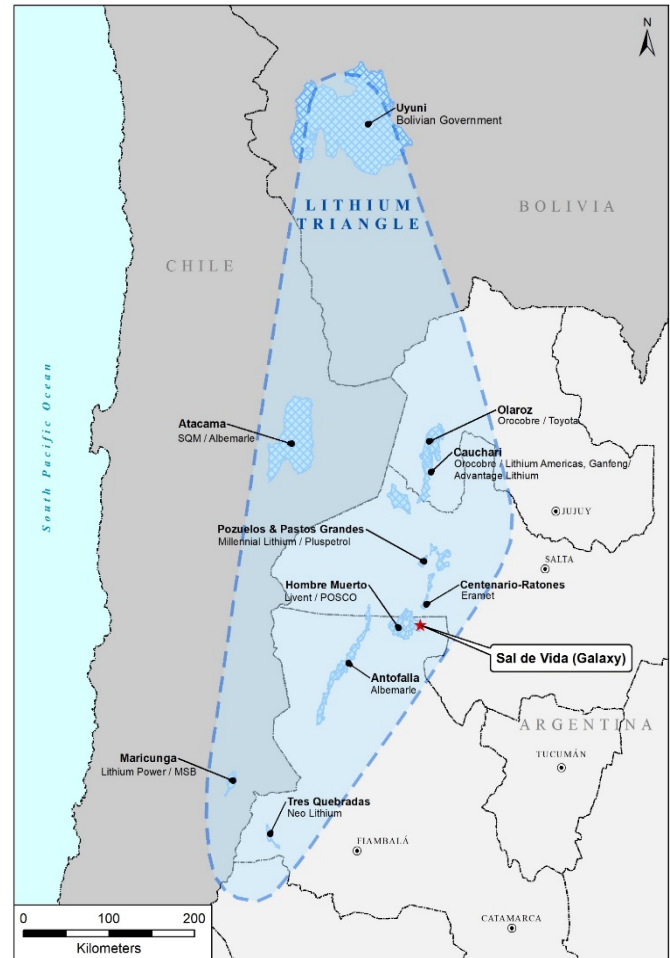 N
Uyuni
Bolivian Government
LITHIUM
TRIANGLE
BOLIVIA
CHILE
South Pacific Ocean
Atacama
SQM / Albemarle
Olaroz
Orocobre / Toyota
Cauchari
Orocobre / Lithium Americas, Ganfong/
Advantage Lithium
JUJUY
Pozuelos & Pastos Grandes
Millennial Lithium / Pluspetrol
SALTA
Hombre Muerto
Livent / POSCO
Centenario-Ratones
Eramet
Sal de Vida (Galaxy)
Antofalla
Albemarle
ARGENTINA
TUCUMÁN
Maricunga
Lithium Power / MSB
Tres Quebradas
Neo Lithium
FIAMBALÁ
CATAMARCA
0 100 200
Kilometers